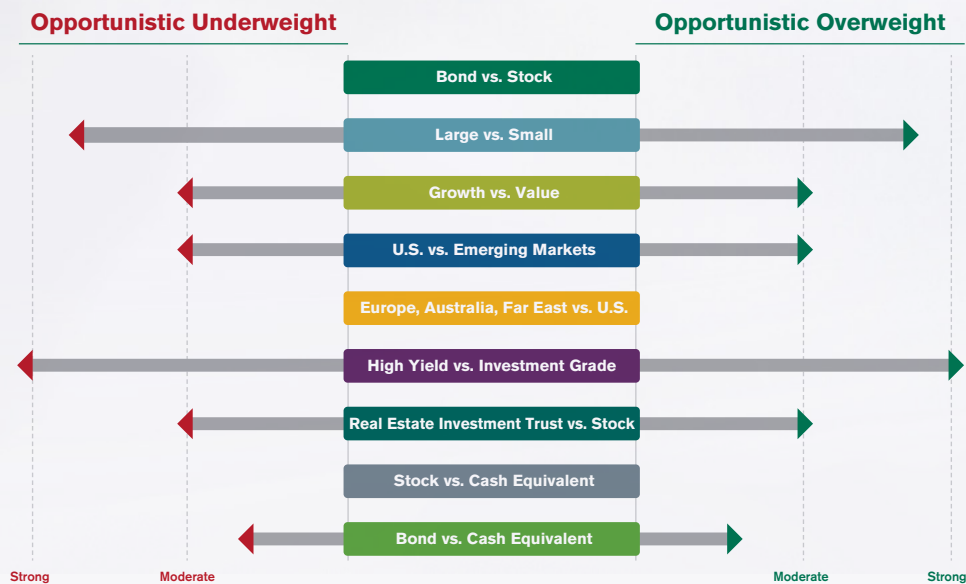 Opportunistic Underweight
Opportunistic Overweight
Bond vs. Stock
Large vs. Small
Growth vs. Value
U.S. vs. Emerging Markets
Europe, Australia, Far East vs. U.S.
High Yield vs. Investment Grade
Real Estate Investment Trust vs. Stock
Stock vs. Cash Equivalent
Bond vs. Cash Equivalent
Strong
Moderate
Moderate
Strong